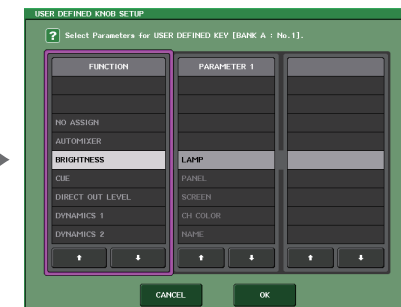 USER DEFINED KNOB SETUP
? Select Parameters for USER DEFINED KEY [BANK A : No.1].
FUNCTION PARAMETER 1
NO ASSIGN
AUTOMIXER
BRIGHTNESS LAMP
CUE PANEL
DIRECT OUT LEVEL SCREEN
DYNAMICS 1 CH COLOR
DYNAMICS 2 NAME
CANCEL OK